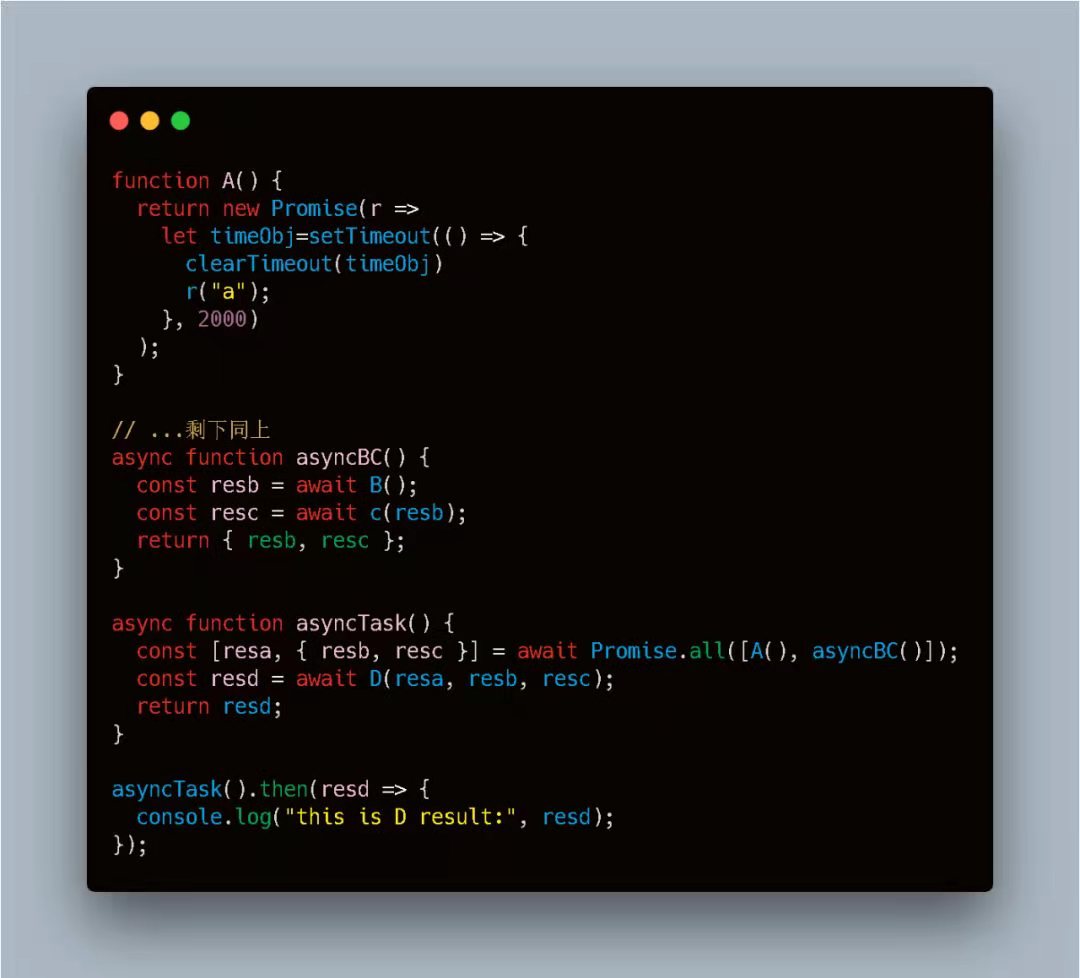 function A() {
  return new Promise(r =>
    let timeObj=setTimeout(() => {
      clearTimeout(timeObj)
      r("a");
    }, 2000)
  );
}

// ...剩下同上
async function asyncBC() {
  const resb = await B();
  const resc = await c(resb);
  return { resb, resc };
}

async function asyncTask() {
  const [resa, { resb, resc }] = await Promise.all([A(), asyncBC()]);
  const resd = await D(resa, resb, resc);
  return resd;
}

asyncTask().then(resd => {
  console.log("this is D result:", resd);
});